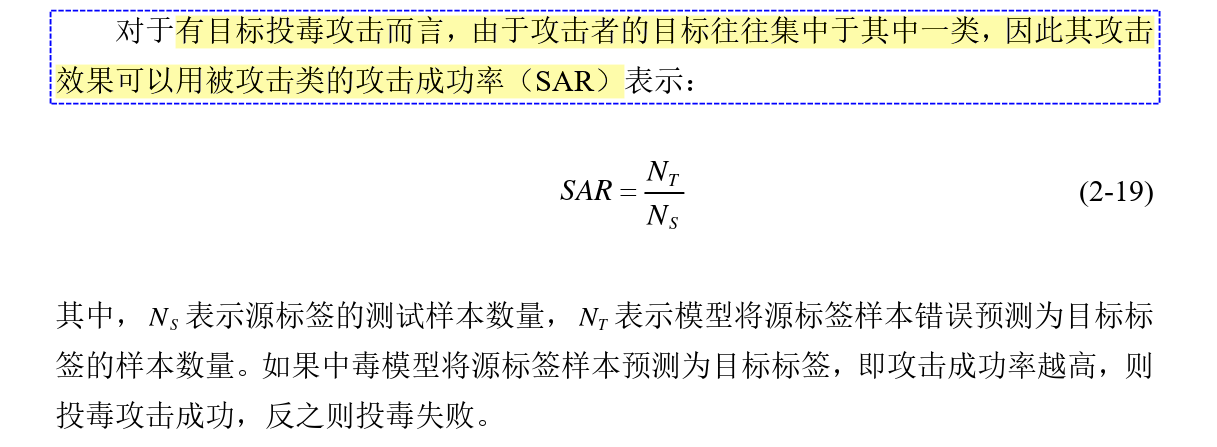 对于有目标投毒攻击而言，由于攻击者的目标往往集中于其中一类，因此其攻击
效果可以用被攻击类的攻击成功率（SAR）表示：
SAR = N_T / N_S (2-19)
其中，N_S 表示源标签的测试样本数量，N_T 表示模型将源标签样本错误预测为目标标
签的样本数量。如果中毒模型将源标签样本预测为目标标签，即攻击成功率越高，则
投毒攻击成功，反之则投毒失败。